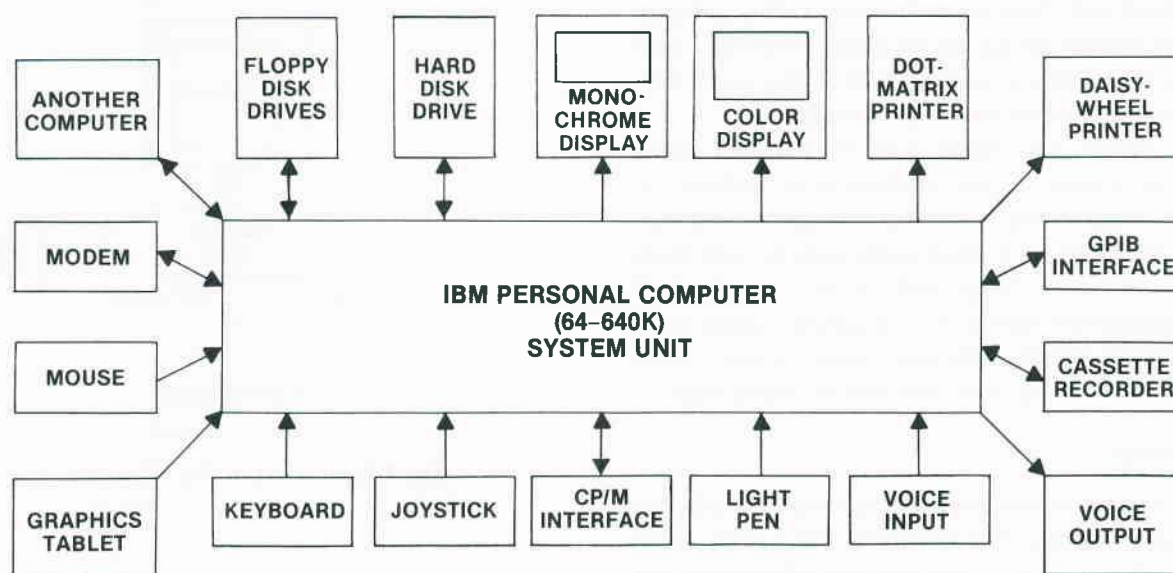 ANOTHER
COMPUTER
FLOPPY
DISK
DRIVES
HARD
DISK
DRIVE
MONO-
CHROME
DISPLAY
COLOR
DISPLAY
DOT-
MATRIX
PRINTER
DAISY-
WHEEL
PRINTER
MODEM
MOUSE
IBM PERSONAL COMPUTER
(64–640K)
SYSTEM UNIT
GPIB
INTERFACE
CASSETTE
RECORDER
GRAPHICS
TABLET
KEYBOARD
JOYSTICK
CP/M
INTERFACE
LIGHT
PEN
VOICE
INPUT
VOICE
OUTPUT